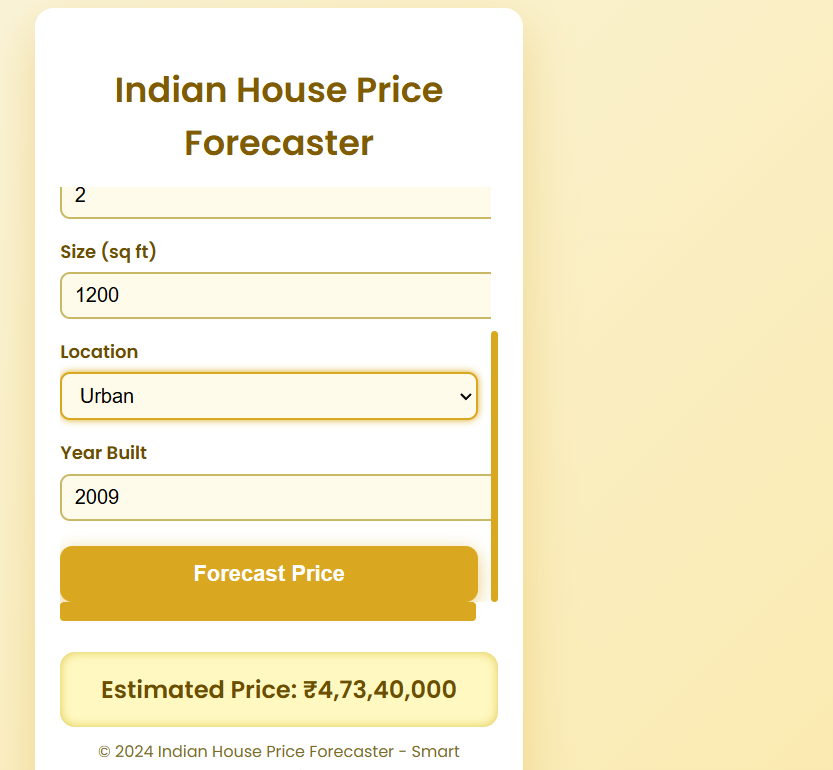 Indian House Price
Forecaster
2
Size (sq ft)
1200
Location
Urban
Year Built
2009
Forecast Price
Estimated Price: ₹4,73,40,000
© 2024 Indian House Price Forecaster - Smart